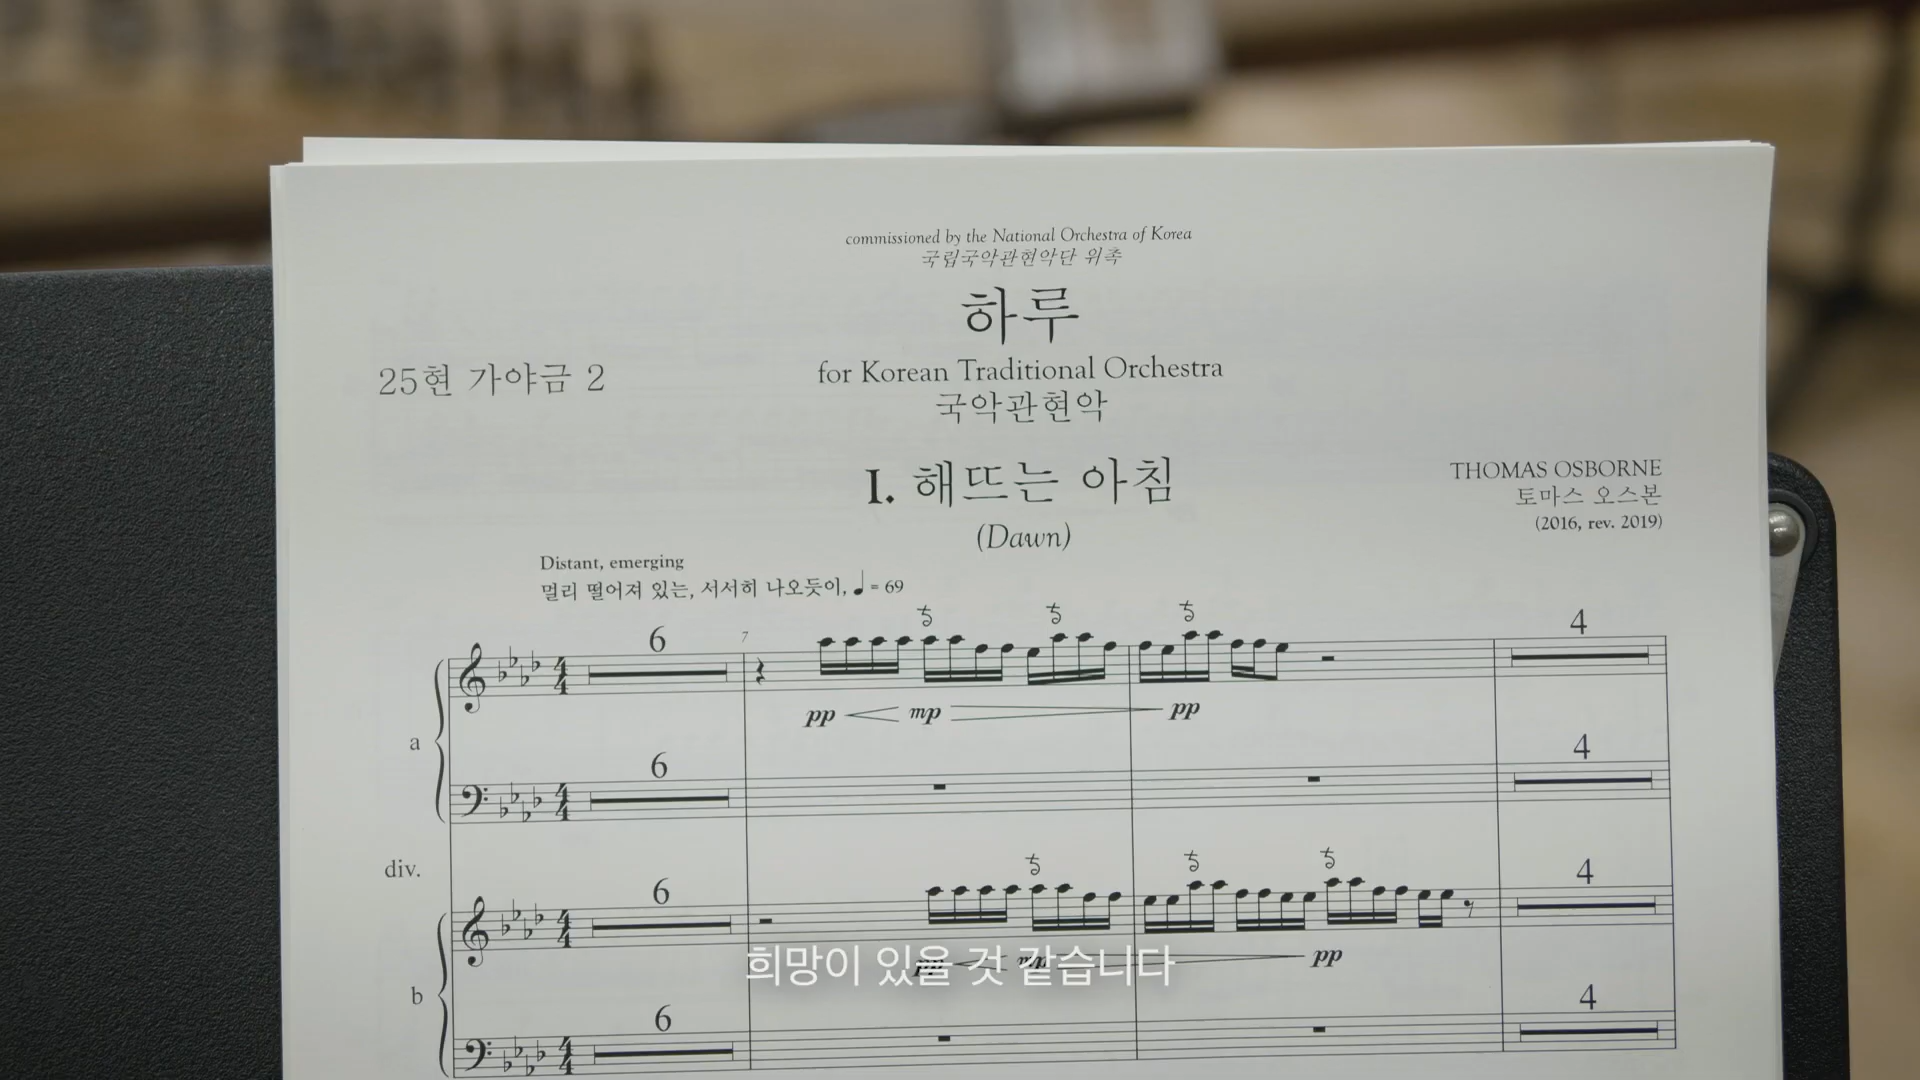 commissioned by the National Orchestra of Korea
국립국악관현악단 위촉
하루
for Korean Traditional Orchestra
국악관현악
25현 가야금 2
I. 해뜨는 아침
(Dawn)
THOMAS OSBORNE
토마스 오스본
(2016, rev. 2019)
Distant, emerging
멀리 떨어져 있는, 서서히 나오듯이, ♩ = 69
6 7 4
pp mp pp
a
6 4
div.
6 4
pp mp pp
희망이 있을 것 같습니다
b
6 4